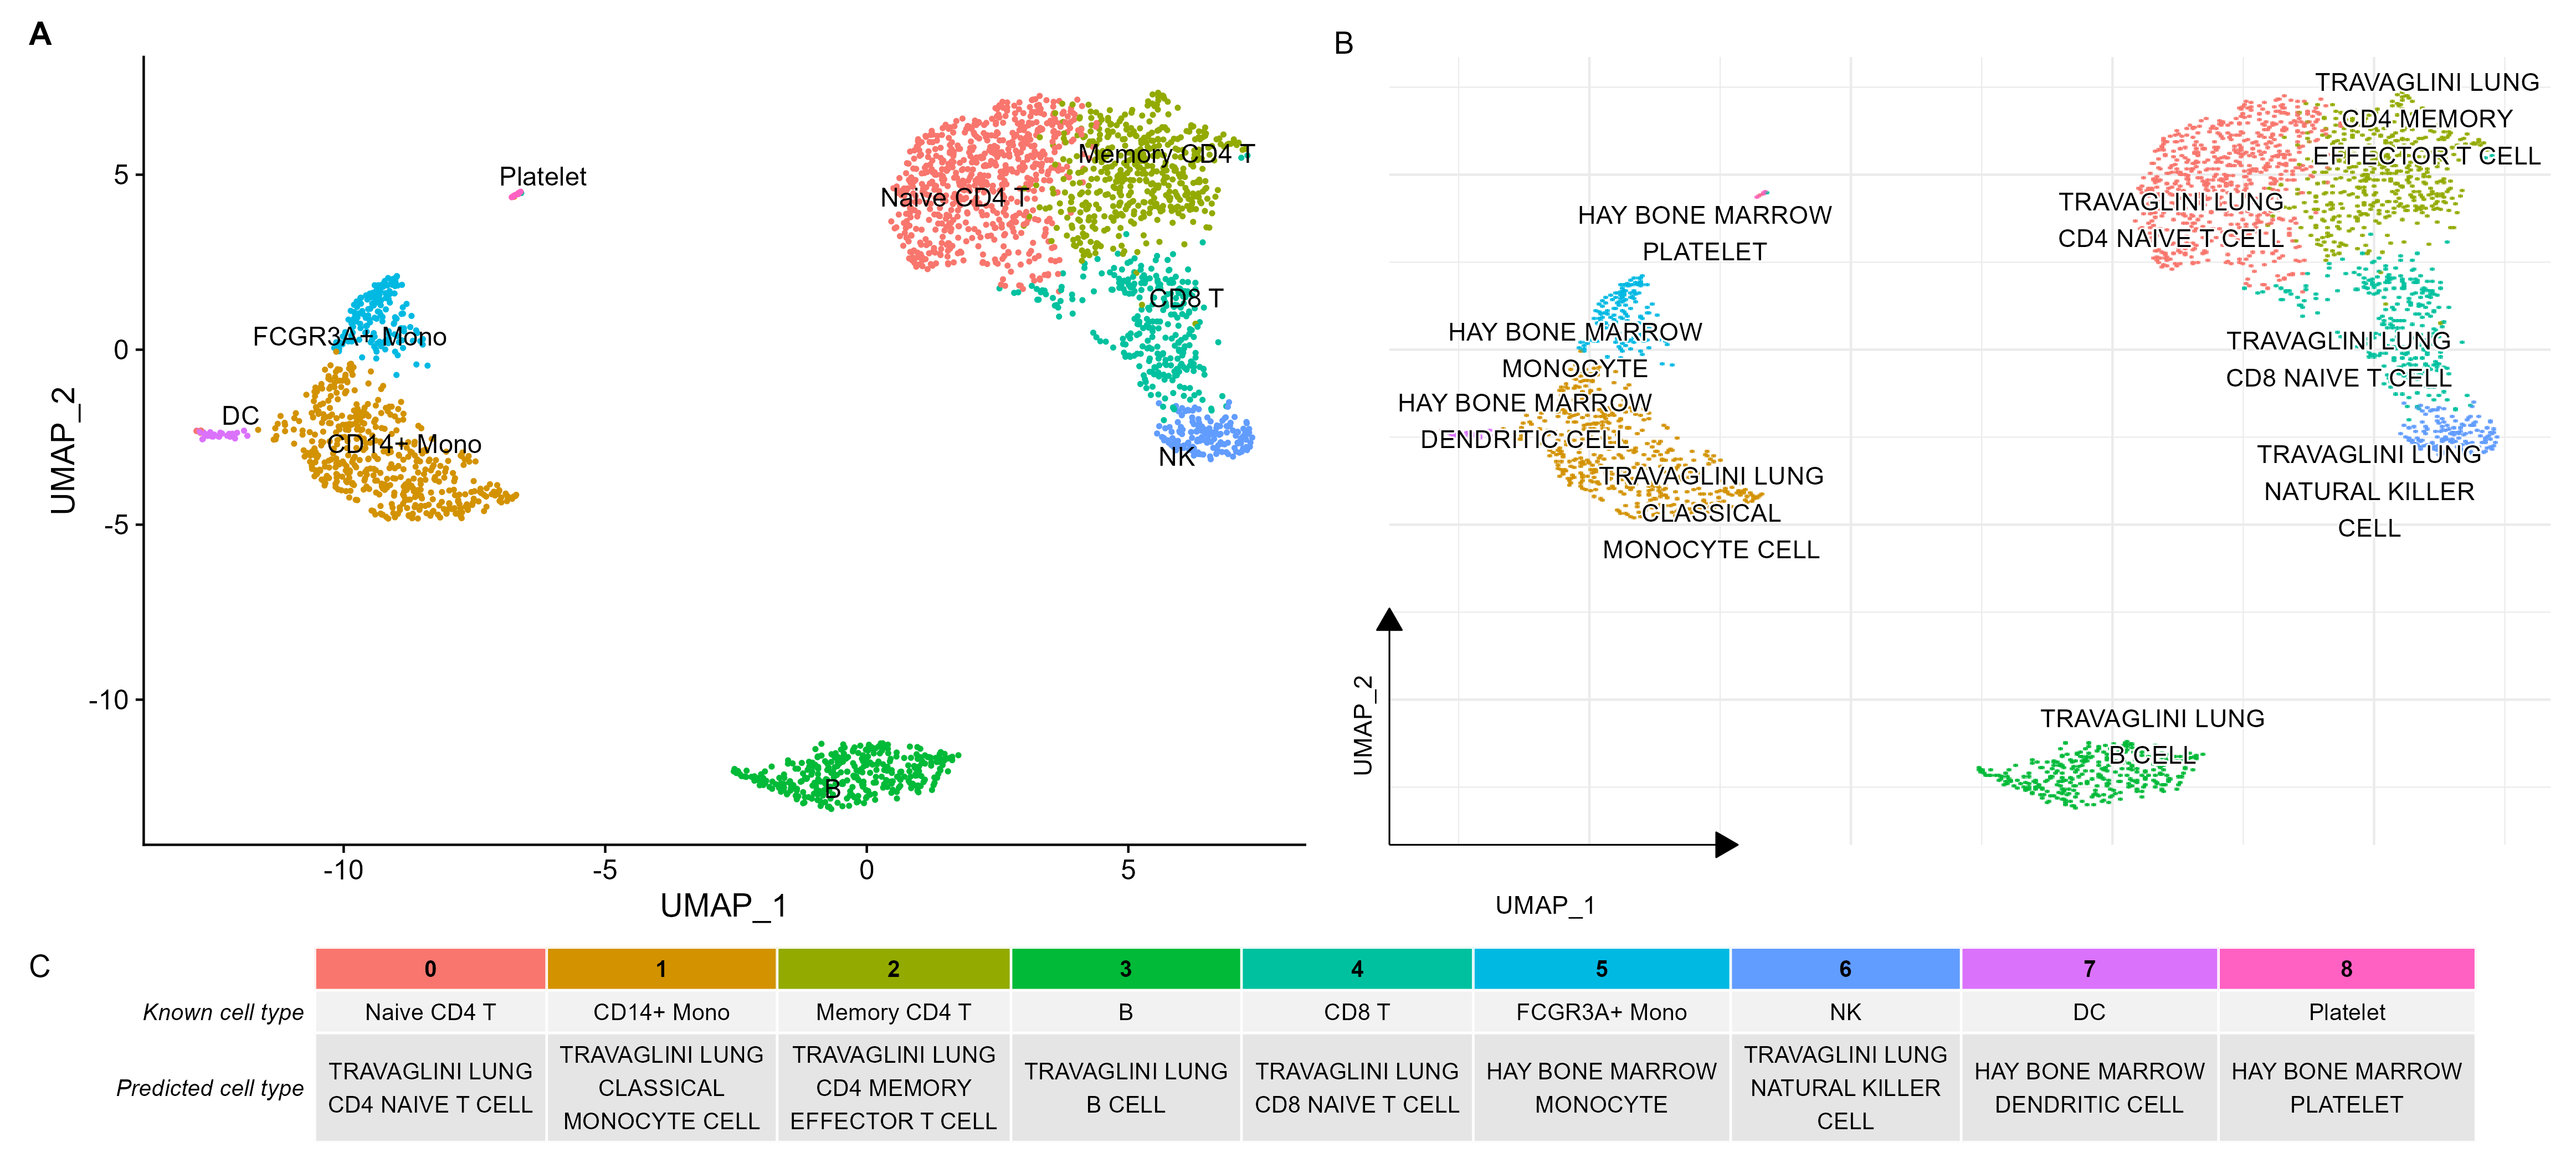 A
5
0
-5
-10
UMAP_2
-10
-5
0
5
UMAP_1
Platelet
Memory CD4 T
Naive CD4 T
CD8 T
FCGR3A+ Mono
DC
CD14+ Mono
NK
B
B
TRAVAGLINI LUNG
CD4 MEMORY
EFFECTOR T CELL
TRAVAGLINI LUNG
CD4 NAIVE T CELL
HAY BONE MARROW
PLATELET
HAY BONE MARROW
MONOCYTE
TRAVAGLINI LUNG
CD8 NAIVE T CELL
HAY BONE MARROW
DENDRITIC CELL
TRAVAGLINI LUNG
CLASSICAL
MONOCYTE CELL
TRAVAGLINI LUNG
NATURAL KILLER
CELL
TRAVAGLINI LUNG
B CELL
UMAP_2
UMAP_1
C
0 1 2 3 4 5 6 7 8
Known cell type Naive CD4 T CD14+ Mono Memory CD4 T B CD8 T FCGR3A+ Mono NK DC Platelet
Predicted cell type
TRAVAGLINI LUNG
CD4 NAIVE T CELL
TRAVAGLINI LUNG
CLASSICAL
MONOCYTE CELL
TRAVAGLINI LUNG
CD4 MEMORY
EFFECTOR T CELL
TRAVAGLINI LUNG
B CELL
TRAVAGLINI LUNG
CD8 NAIVE T CELL
HAY BONE MARROW
MONOCYTE
TRAVAGLINI LUNG
NATURAL KILLER
CELL
HAY BONE MARROW
DENDRITIC CELL
HAY BONE MARROW
PLATELET